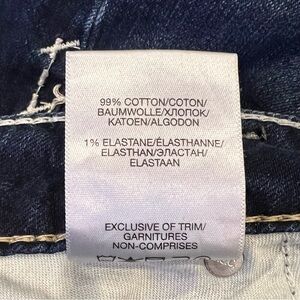 99% COTTON/COTON/
BAUMWOLLE/ХЛОПОК/
KATOEN/ALGODON
1% ELASTANE/ÉLASTHANNE/
ELASTHAN/ЭЛАСТАН/
ELASTAAN
EXCLUSIVE OF TRIM/
GARNITURES
NON-COMPRISES